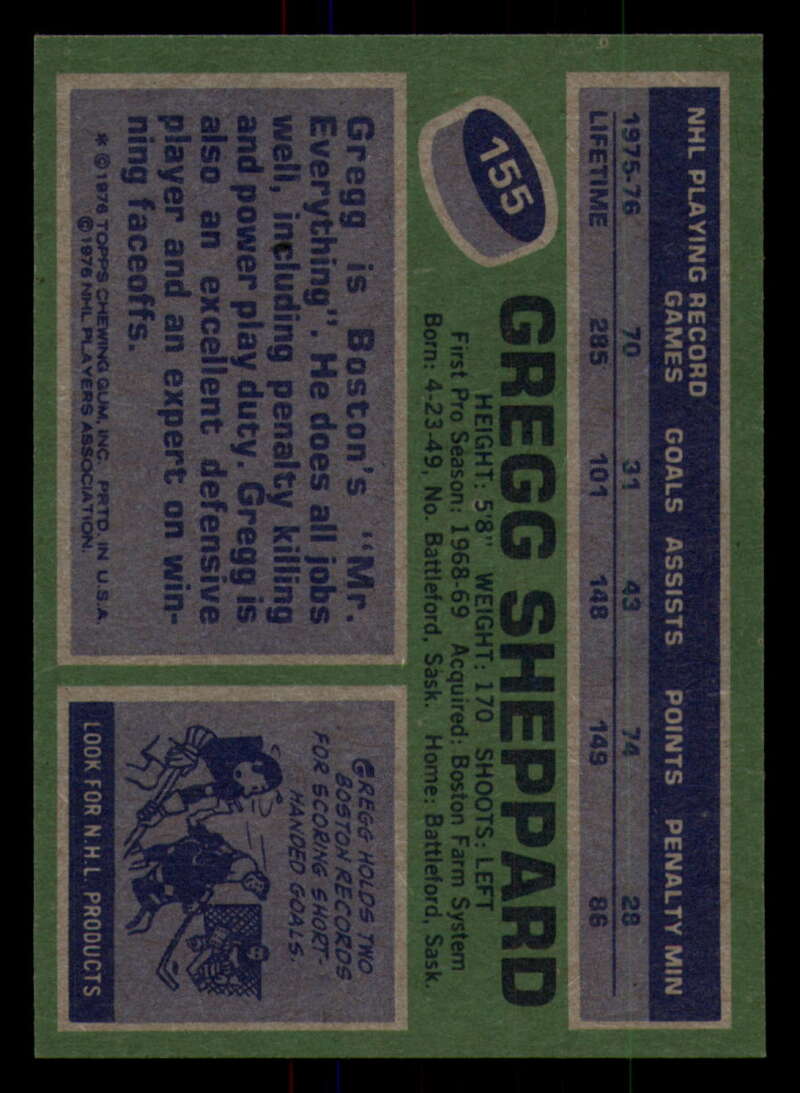 NHL PLAYING RECORD
GAMES GOALS ASSISTS POINTS PENALTY MIN
1975-76 70 31 43 74 28
LIFETIME 285 101 148 149 86
155
GREGG SHEPPARD
HEIGHT: 5'8" WEIGHT: 170 SHOOTS: LEFT
First Pro Season: 1968-69 Acquired: Boston Farm System
Born: 4-23-49, No. Battleford, Sask. Home: Battleford, Sask.
Gregg is Boston's "Mr.
Everything". He does all jobs
well, including penalty killing
and power play duty. Gregg is
also an excellent defensive
player and an expert on win-
ning faceoffs.
* © 1976 TOPPS CHEWING GUM, INC. PRTD. IN U.S.A.
© 1976 NHL PLAYERS ASSOCIATION.
GREGG HOLDS TWO
BOSTON RECORDS
FOR SCORING SHORT-
HANDED GOALS.
LOOK FOR N.H.L PRODUCTS